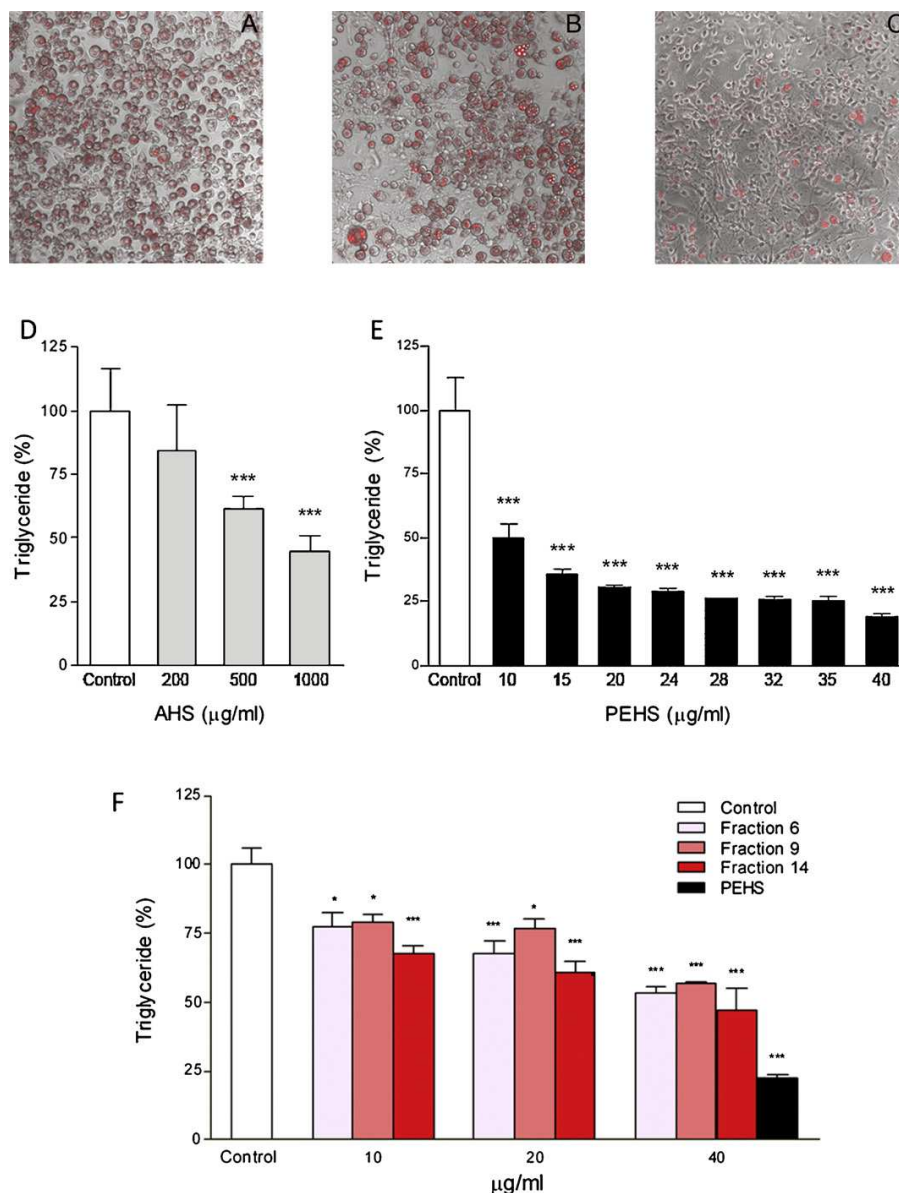 A
B
C
D
125
100
75
50
25
0
Triglyceride (%)
***
***
Control 200 500 1000
AHS (μg/ml)
E
125
100
75
50
25
0
Triglyceride (%)
***
***
***
***
***
***
***
***
Control 10 15 20 24 28 32 35 40
PEHS (μg/ml)
F
125
100
75
50
25
0
Triglyceride (%)
Control
Fraction 6
Fraction 9
Fraction 14
PEHS
* * ***
*** * ***
*** *** *** ***
Control 10 20 40
μg/ml